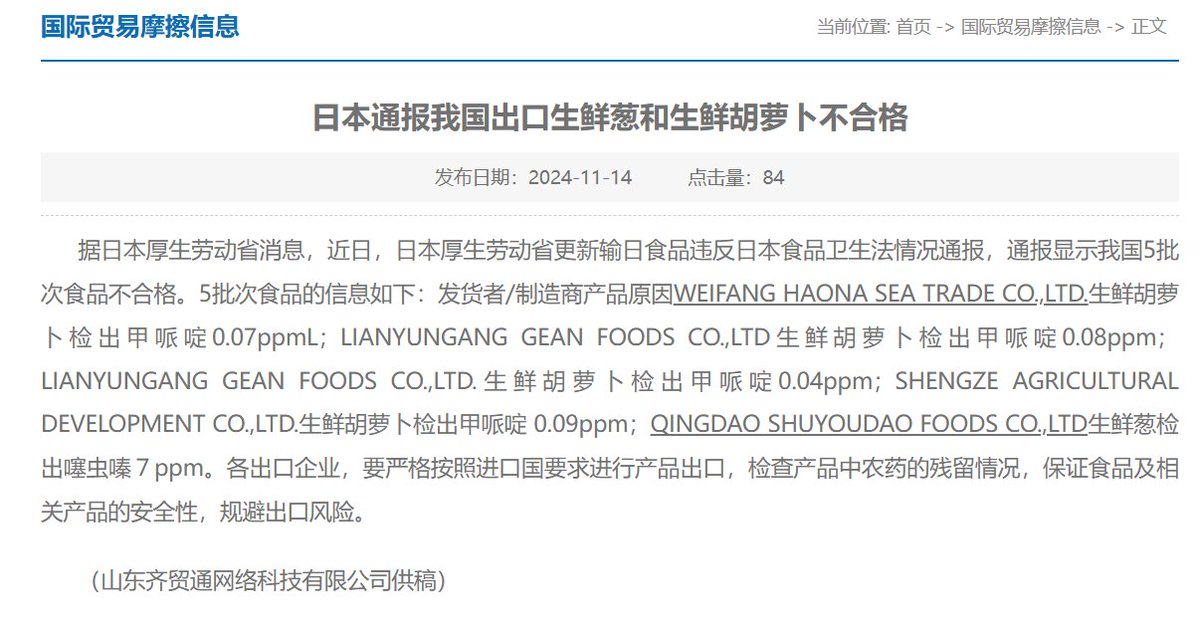 国际贸易摩擦信息
当前位置: 首页 -> 国际贸易摩擦信息 -> 正文
日本通报我国出口生鲜葱和生鲜胡萝卜不合格
发布日期：2024-11-14 点击量：84
据日本厚生劳动省消息，近日，日本厚生劳动省更新输日食品违反日本食品卫生法情况通报，通报显示我国5批
次食品不合格。5批次食品的信息如下：发货者/制造商产品原因WEIFANG HAONA SEA TRADE CO.,LTD.生鲜胡萝
卜检出甲哌啶0.07ppmL；LIANYUNGANG GEAN FOODS CO.,LTD生鲜胡萝卜检出甲哌啶0.08ppm；
LIANYUNGANG GEAN FOODS CO.,LTD.生鲜胡萝卜检出甲哌啶0.04ppm；SHENGZE AGRICULTURAL
DEVELOPMENT CO.,LTD.生鲜胡萝卜检出甲哌啶 0.09ppm；QINGDAO SHUYOUDAO FOODS CO.,LTD生鲜葱检
出噻虫嗪７ppm。各出口企业，要严格按照进口国要求进行产品出口，检查产品中农药的残留情况，保证食品及相
关产品的安全性，规避出口风险。
（山东齐贸通网络科技有限公司供稿）